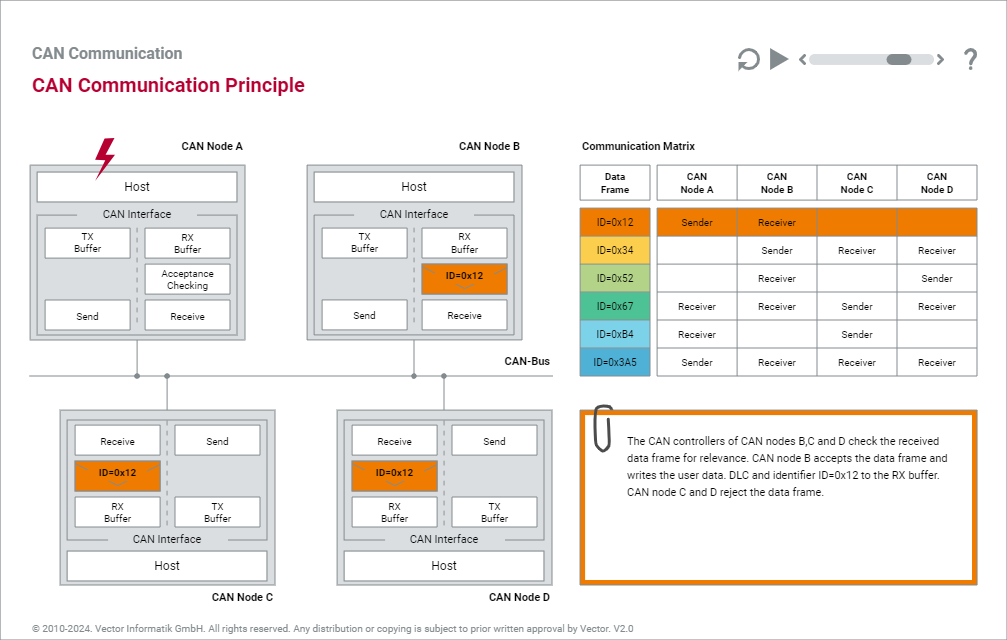 CAN Communication
CAN Communication Principle
?
CAN Node A
Host
CAN Interface
TX
Buffer
RX
Buffer
Acceptance
Checking
Send
Receive
CAN Node B
Host
CAN Interface
TX
Buffer
RX
Buffer
ID=0x12
Send
Receive
CAN-Bus
Receive
Send
ID=0x12
RX
Buffer
TX
Buffer
CAN Interface
Host
CAN Node C
Receive
Send
ID=0x12
RX
Buffer
TX
Buffer
CAN Interface
Host
CAN Node D
Communication Matrix
Data
Frame
CAN
Node A
CAN
Node B
CAN
Node C
CAN
Node D
ID=0x12 Sender Receiver
ID=0x34 Sender Receiver Receiver
ID=0x52 Receiver Sender
ID=0x67 Receiver Receiver Sender Receiver
ID=0xB4 Receiver Sender
ID=0x3A5 Sender Receiver Receiver Receiver
The CAN controllers of CAN nodes B,C and D check the received
data frame for relevance. CAN node B accepts the data frame and
writes the user data. DLC and identifier ID=0x12 to the RX buffer.
CAN node C and D reject the data frame.
© 2010-2024. Vector Informatik GmbH. All rights reserved. Any distribution or copying is subject to prior written approval by Vector. V2.0